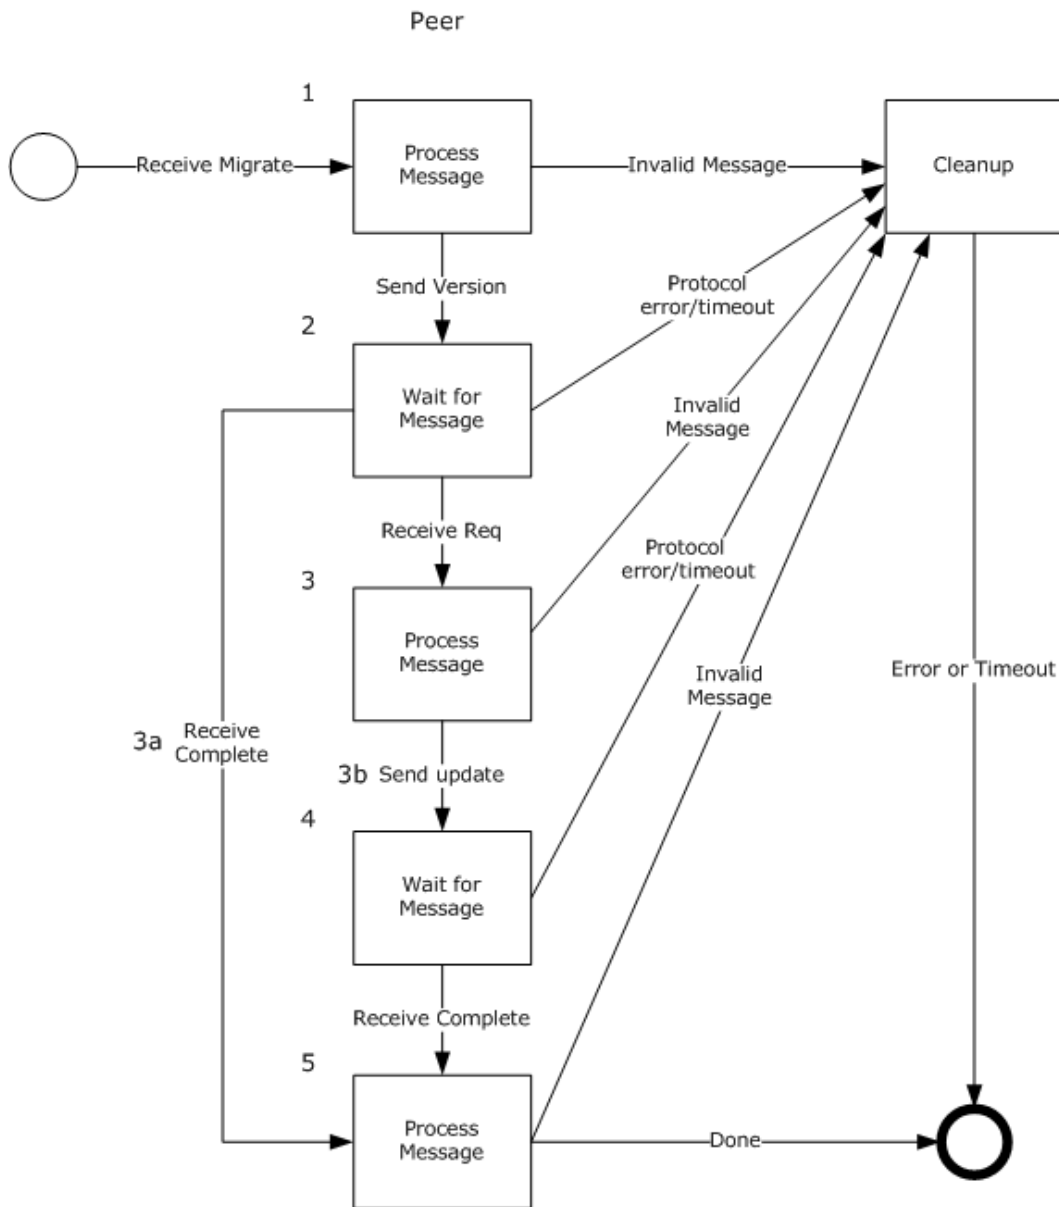 Peer
1
Process
Message
Receive Migrate
Invalid Message
Cleanup
Send Version
Protocol
error/timeout
2
Wait for
Message
Invalid
Message
Receive Req
Protocol
error/timeout
3
Process
Message
Invalid
Message
Error or Timeout
3a
Receive
Complete
3b
Send update
4
Wait for
Message
Receive Complete
5
Process
Message
Done